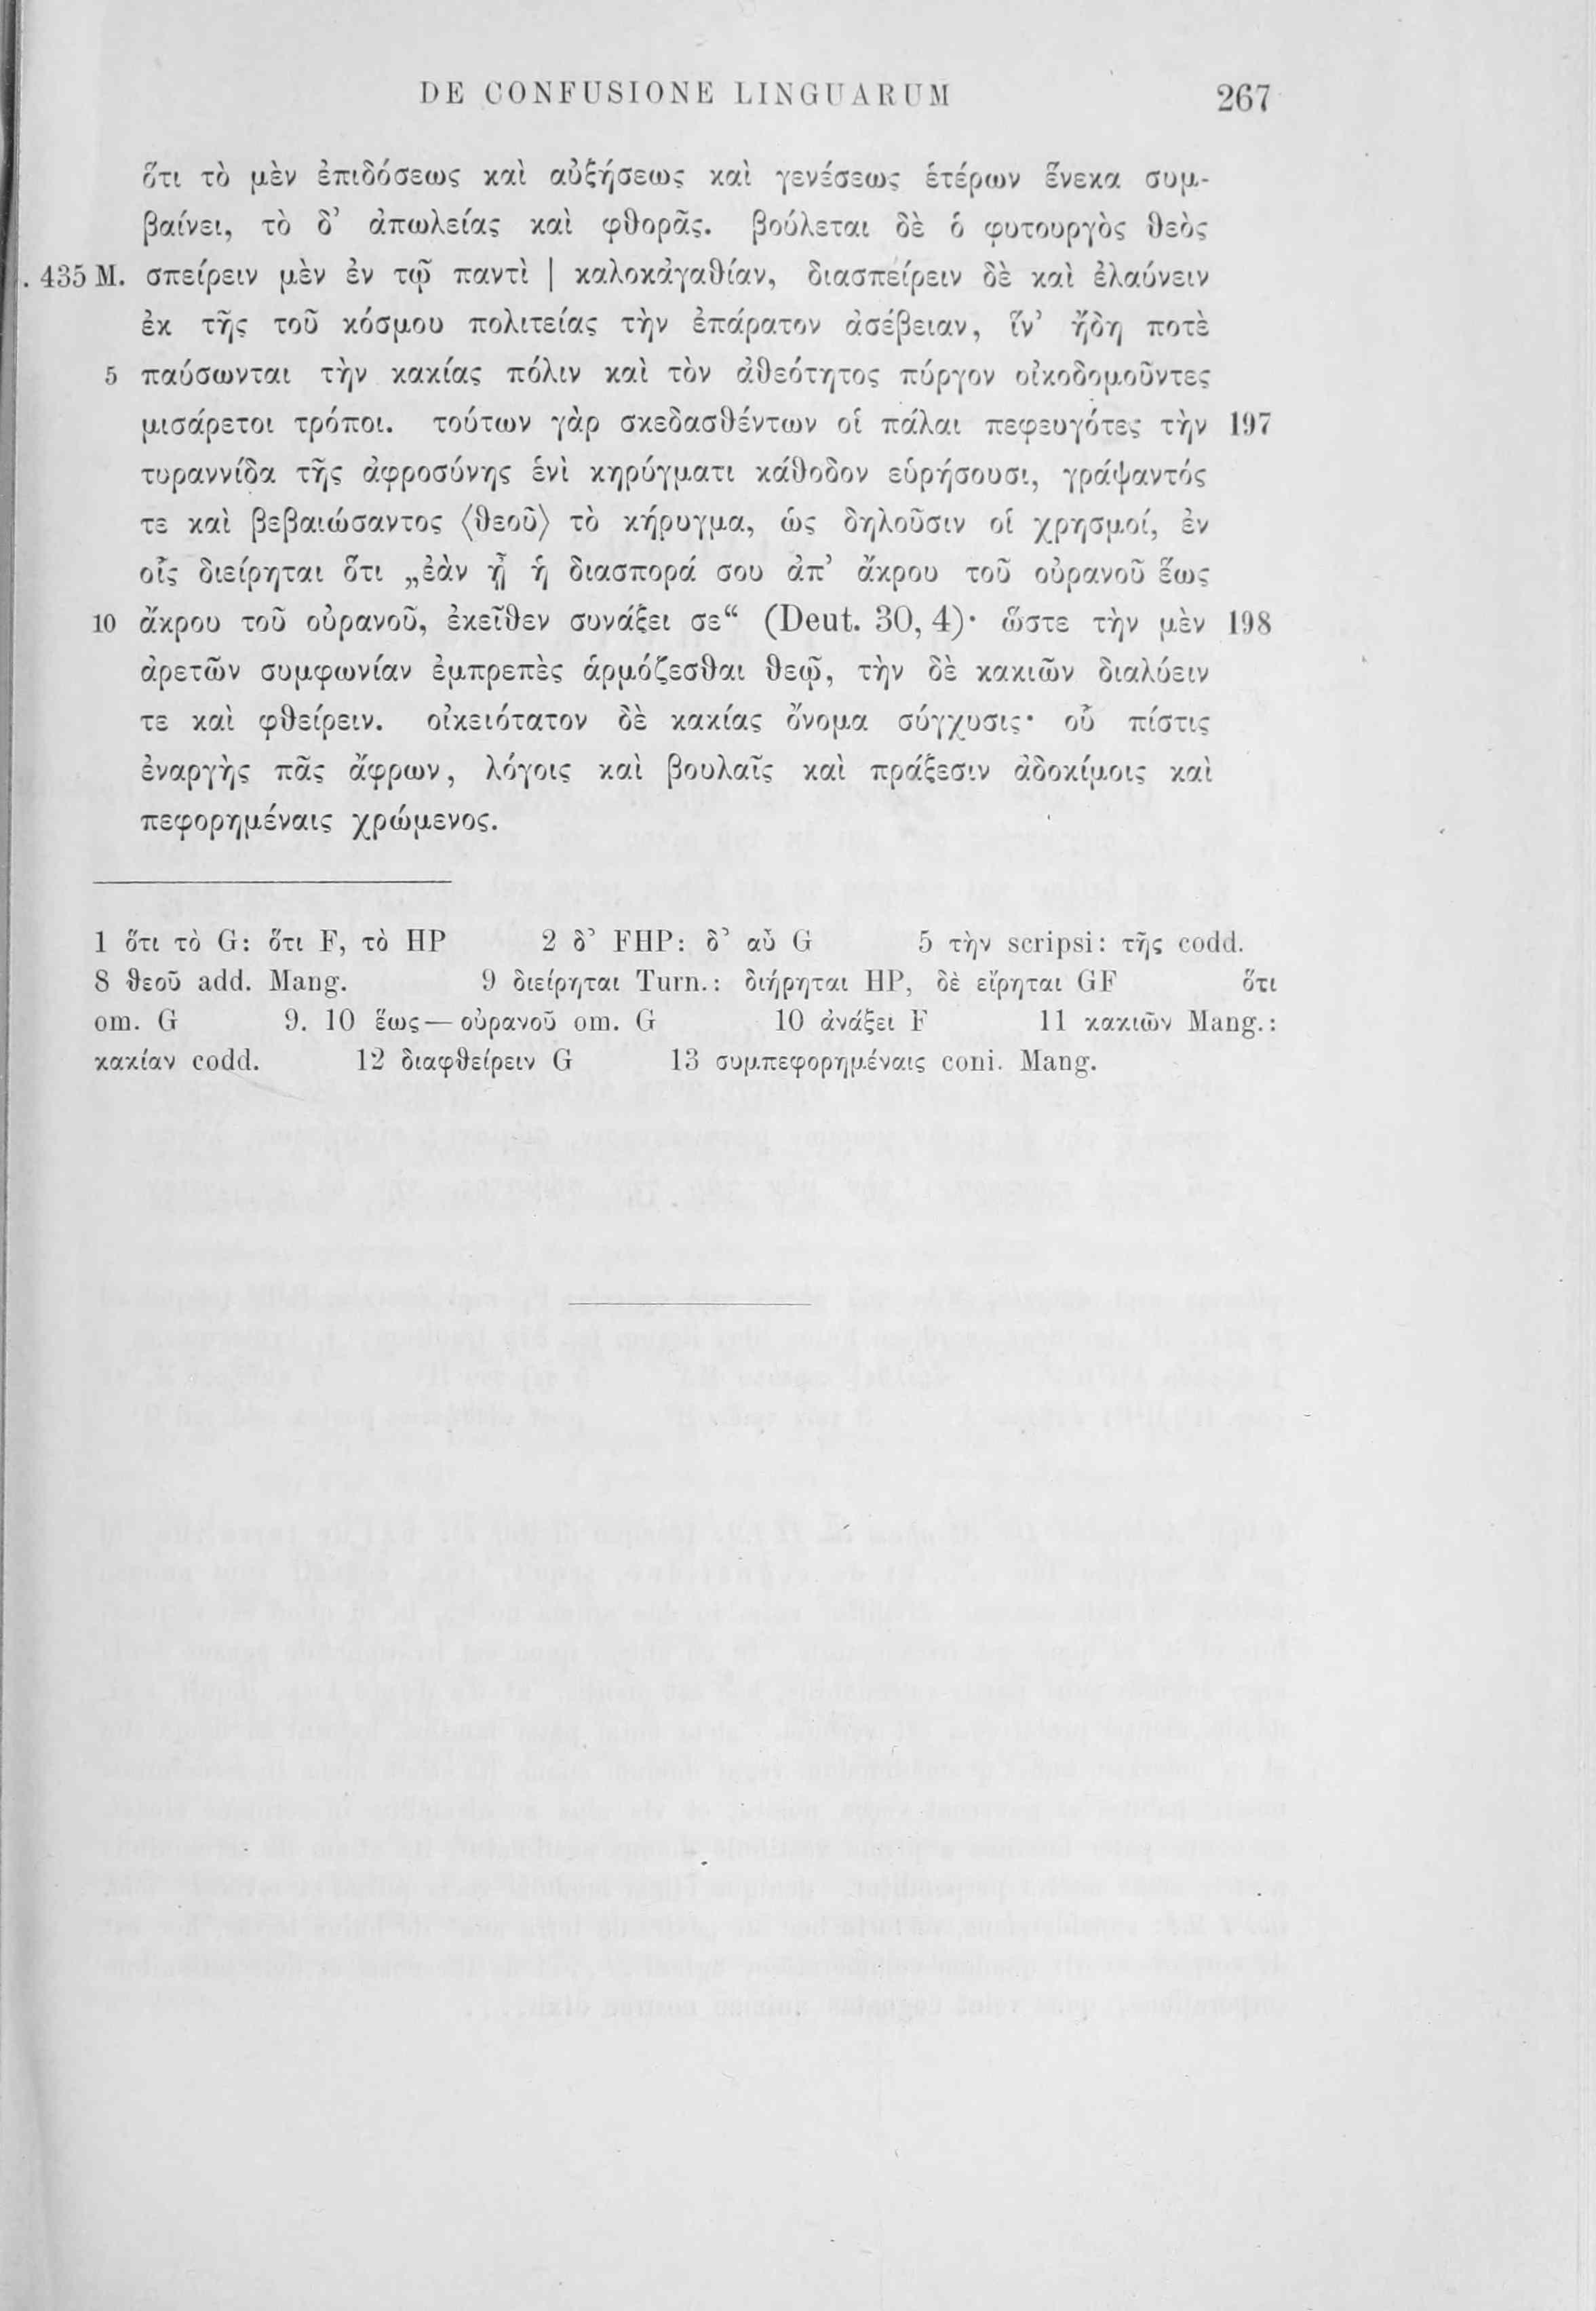 DE CONFUSIONE LINGUARUM 267
ὅτι τὸ μὲν ἐπιδόσεως καὶ αὐξήσεως καὶ γενέσεως ἑτέρων ἕνεκα συμ-
βαίνει, τὸ δ’ ἀπωλείας καὶ φθορᾶς. βούλεται δὲ ὁ φυτουργὸς θεὸς
. 435 M. σπείρειν μὲν ἐν τῷ παντὶ | καλοκἀγαθίαν, διασπείρειν δὲ καὶ ἐλαύνειν
ἐκ τῆς τοῦ κόσμου πολιτείας τὴν ἐπάρατον ἀσέβειαν, ἵν’ ἤδη ποτὲ
5 παύσωνται τὴν κακίας πόλιν καὶ τὸν ἀθεότητος πύργον οἰκοδομοῦντες
μισάρετοι τρόποι. τούτων γὰρ σκεδασθέντων οἱ πάλαι πεφευγότες τὴν 197
τυραννίδα τῆς ἀφροσύνης ἑνὶ κηρύγματι κάθοδον εὑρήσουσι, γράψαντός
τε καὶ βεβαιώσαντος ⟨θεοῦ⟩ τὸ κήρυγμα, ὡς δηλοῦσιν οἱ χρησμοί, ἐν
οἷς διείρηται ὅτι „ἐὰν ᾖ ἡ διασπορά σου ἀπ’ ἄκρου τοῦ οὐρανοῦ ἕως
10 ἄκρου τοῦ οὐρανοῦ, ἐκεῖθεν συνάξει σε“ (Deut. 30, 4)· ὥστε τὴν μὲν 198
ἀρετῶν συμφωνίαν ἐμπρεπὲς ἁρμόζεσθαι θεῷ, τὴν δὲ κακιῶν διαλύειν
τε καὶ φθείρειν. οἰκειότατον δὲ κακίας ὄνομα σύγχυσις· οὗ πίστις
ἐναργὴς πᾶς ἄφρων, λόγοις καὶ βουλαῖς καὶ πράξεσιν ἀδοκίμοις καὶ
πεφορημέναις χρώμενος.
1 ὅτι τὸ G: ὅτι F, τὸ HP 2 δ’ FHP: δ’ αὖ G 5 τὴν scripsi: τῆς codd.
8 θεοῦ add. Mang. 9 διείρηται Turn.: διῄρηται HP, δὲ εἴρηται GF ὅτι
om. G 9. 10 ἕως — οὐρανοῦ om. G 10 ἀνάξει F 11 κακιῶν Mang.:
κακίαν codd. 12 διαφθείρειν G 13 συμπεφορημέναις coni. Mang.